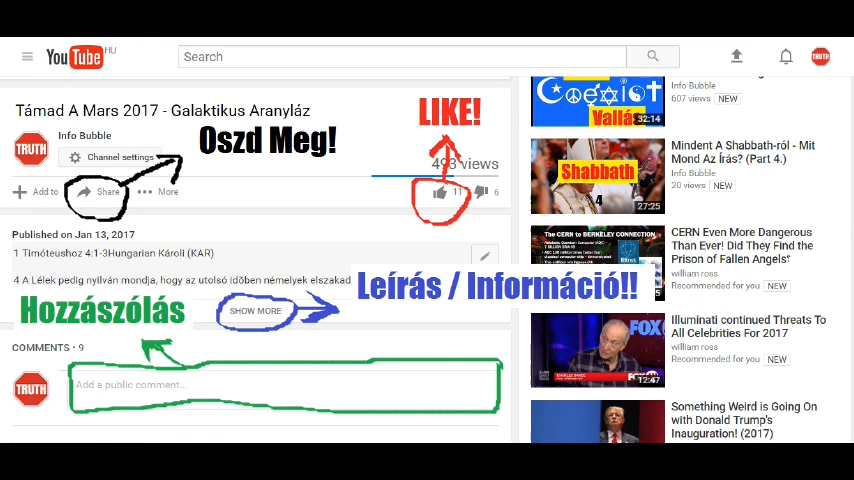 YouTube HU
Search
TRUTH
Támad A Mars 2017 - Galaktikus Aranyláz
LIKE!
TRUTH
Info Bubble
Oszd Meg!
Channel settings
493 views
Add to
Share
More
11
6
Published on Jan 13, 2017
1 Timóteushoz 4:1-3Hungarian Károli (KAR)
4 A Lélek pedig nyilván mondja, hogy az utolsó időben némelyek elszakad
Leírás / Információ!!
Hozzászólás
SHOW MORE
COMMENTS • 9
TRUTH
Add a public comment...
Coexist
Vallás
32:14
Info Bubble
607 views NEW
Shabbath
4
27:25
Mindent A Shabbath-ról - Mit
Mond Az Írás? (Part 4.)
Info Bubble
20 views NEW
The CERN to BERKELEY CONNECTION
CERN Even More Dangerous
Than Ever! Did They Find the
Prison of Fallen Angels?
william ross
Recommended for you NEW
FOX
12:47
Illuminati continued Threats To
All Celebrities For 2017
william ross
Recommended for you NEW
Something Weird is Going On
with Donald Trump's
Inauguration! (2017)